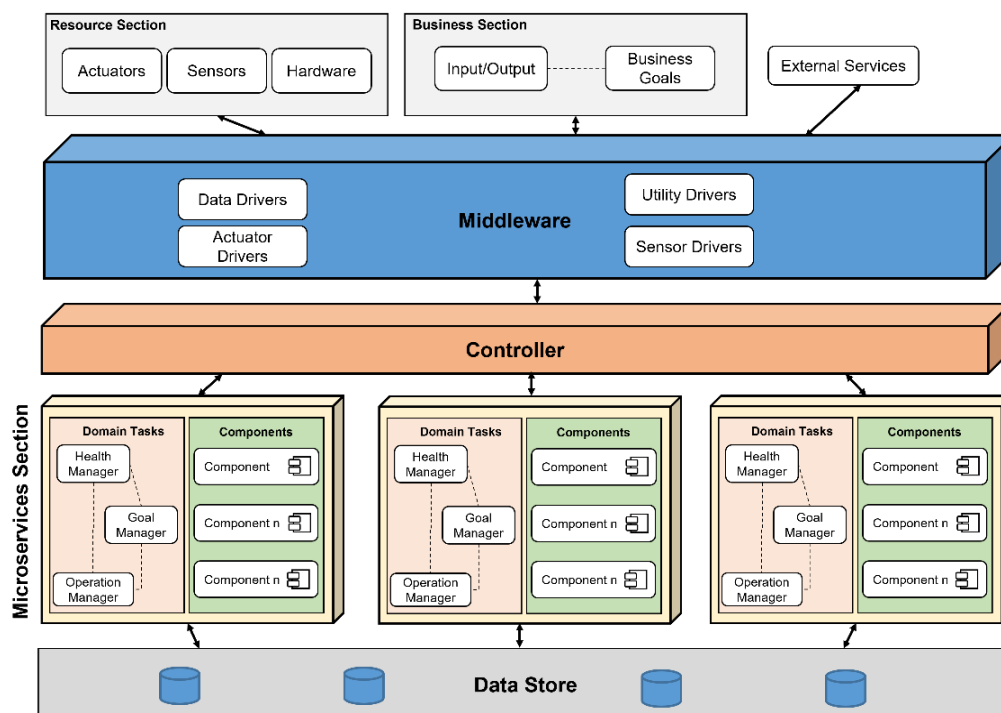 Resource Section
Actuators
Sensors
Hardware
Business Section
Input/Output
Business
Goals
External Services
Data Drivers
Actuator
Drivers
Middleware
Utility Drivers
Sensor Drivers
Controller
Microservices Section
Domain Tasks
Health
Manager
Goal
Manager
Operation
Manager
Components
Component
Component n
Component n
Domain Tasks
Health
Manager
Goal
Manager
Operation
Manager
Components
Component
Component n
Component n
Domain Tasks
Health
Manager
Goal
Manager
Operation
Manager
Components
Component
Component n
Component n
Data Store